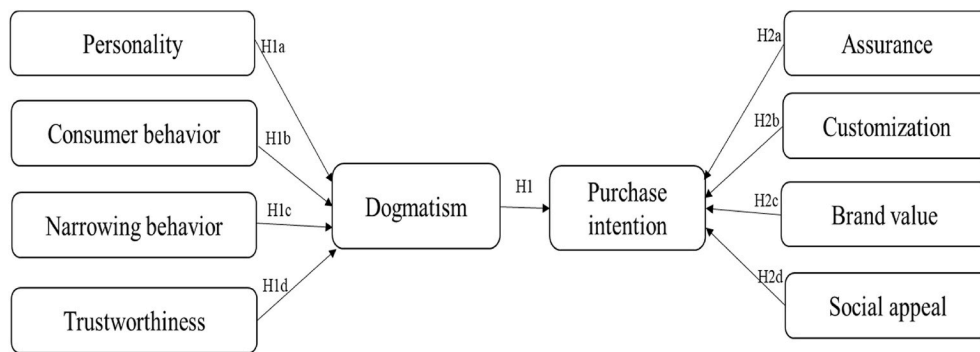 Personality
H1a
H2a
Assurance
Consumer behavior
H1b
H2b
Customization
Narrowing behavior
H1c
Dogmatism
H1
Purchase
intention
H2c
Brand value
Trustworthiness
H1d
H2d
Social appeal